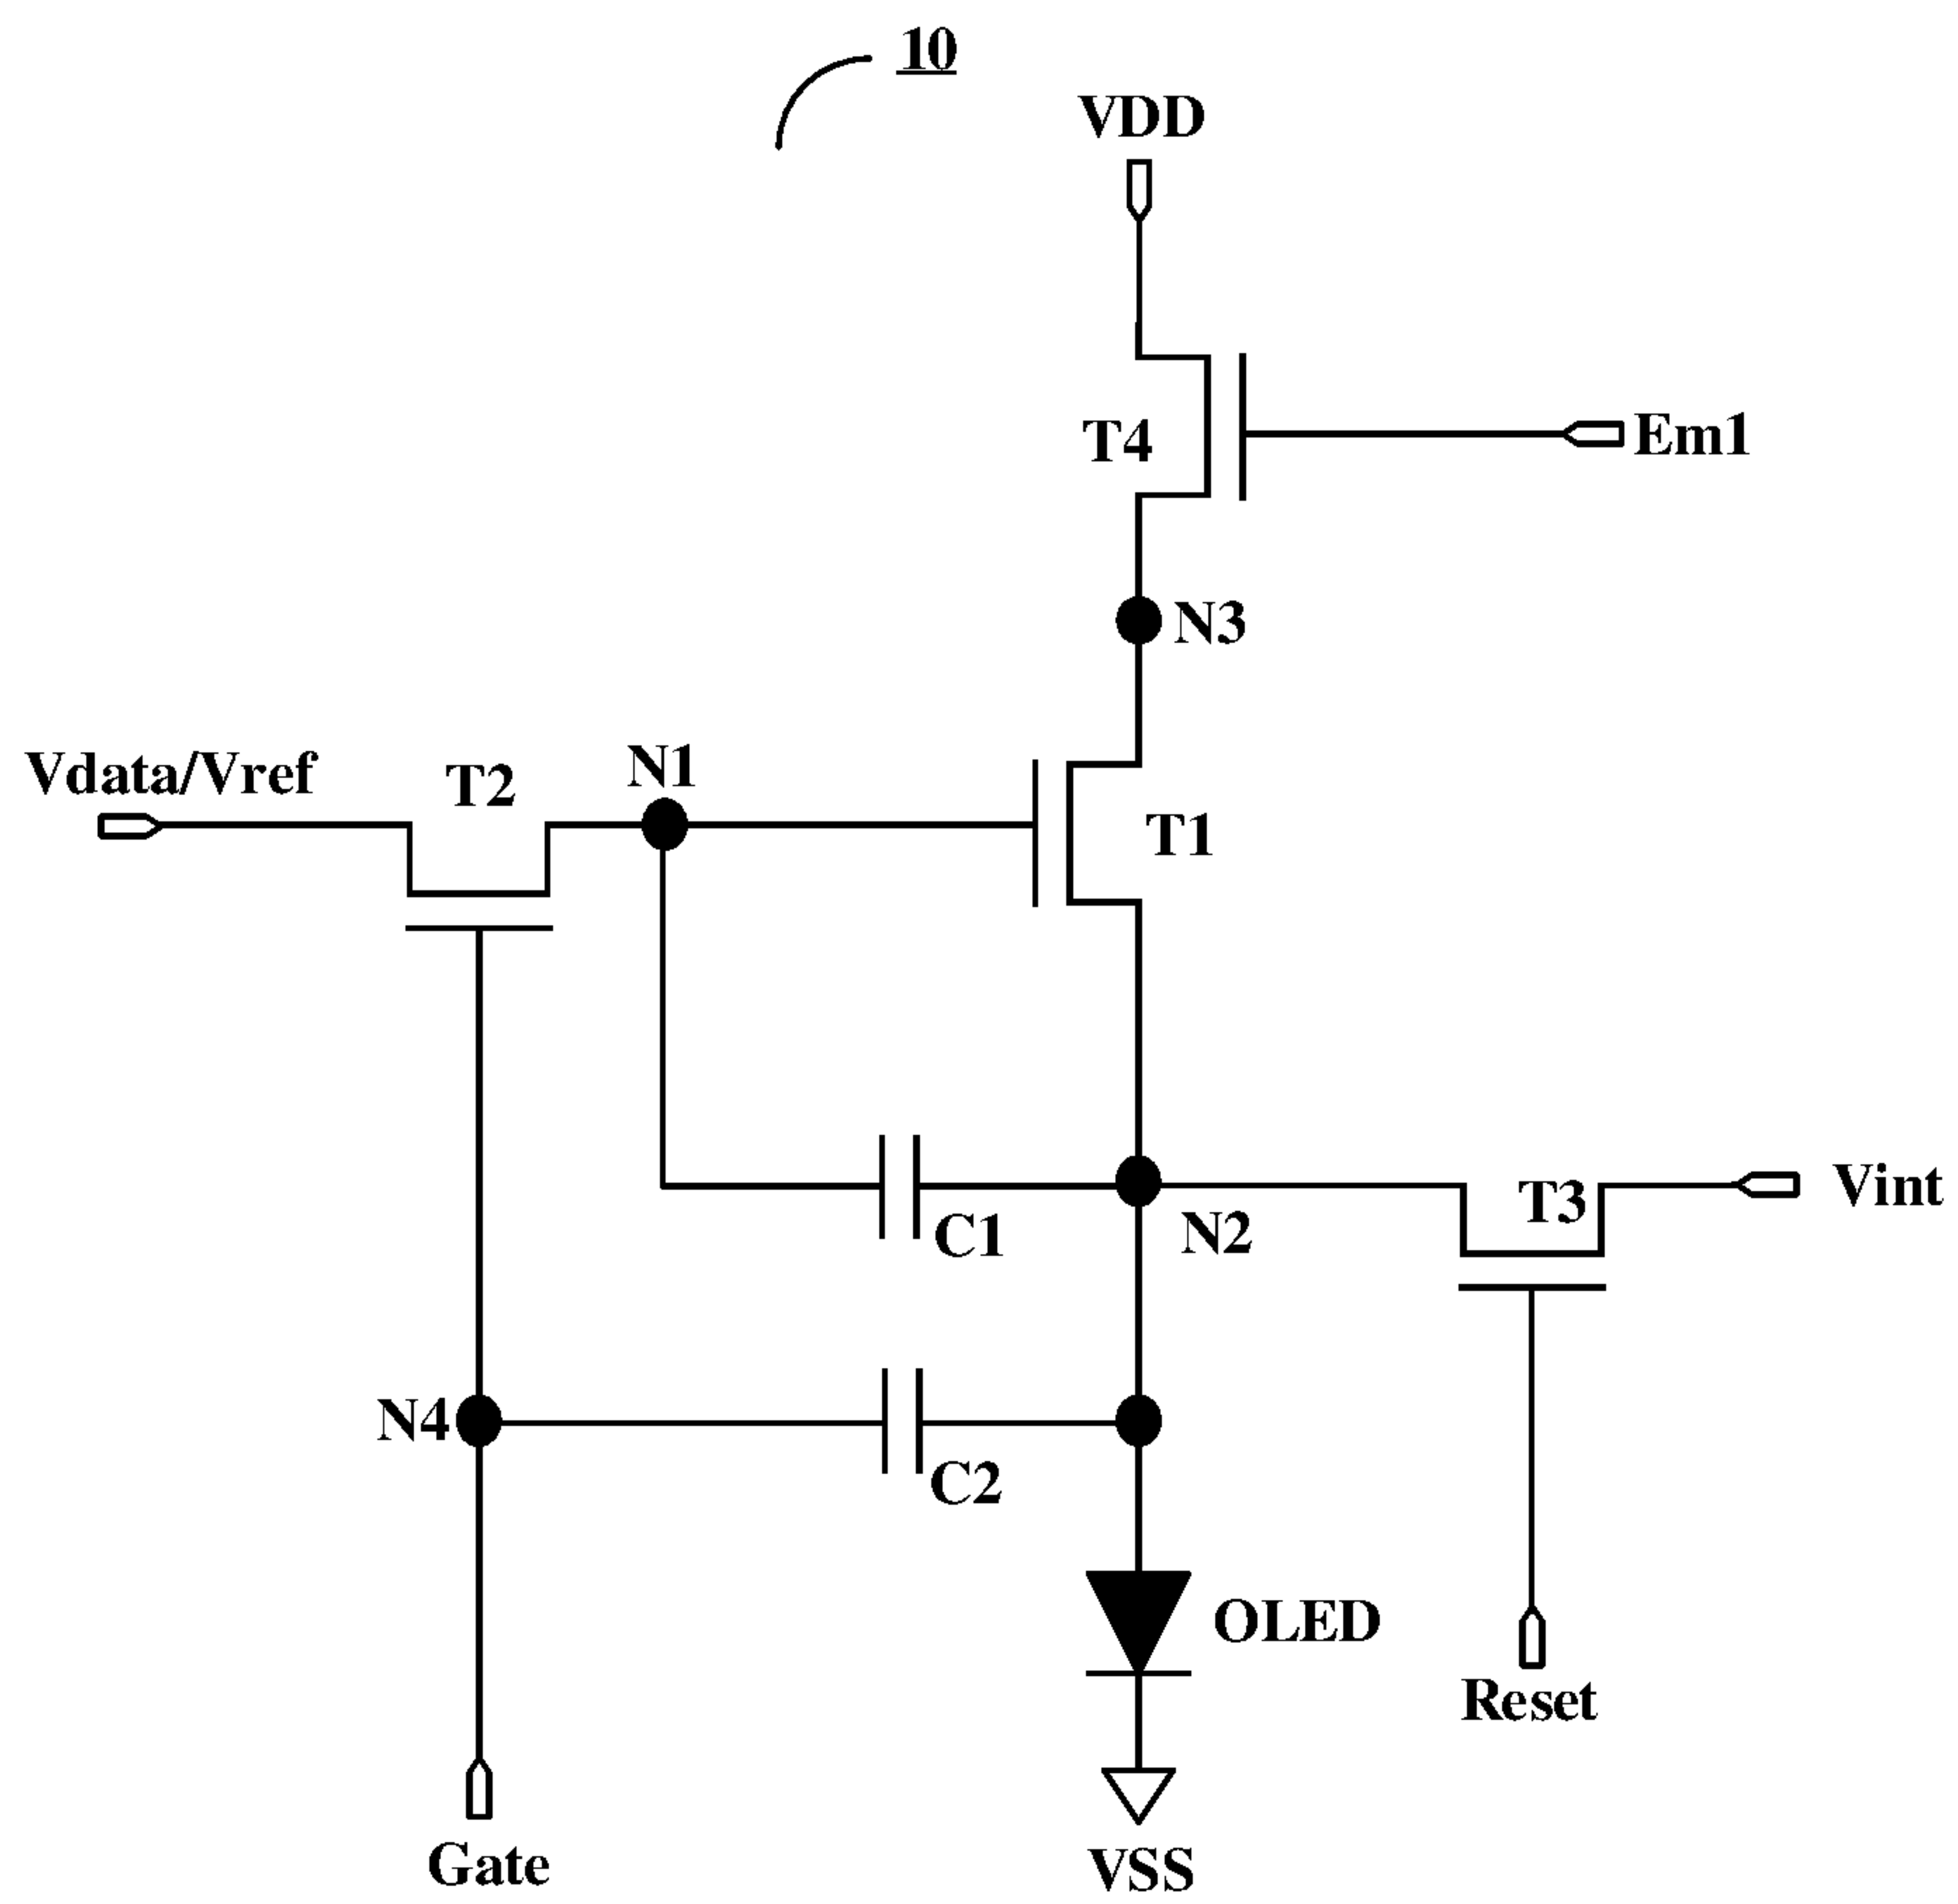 10
VDD
T4
Em1
N3
Vdata/Vref
T2
N1
T1
C1
N2
T3
Vint
N4
C2
OLED
Reset
Gate
VSS